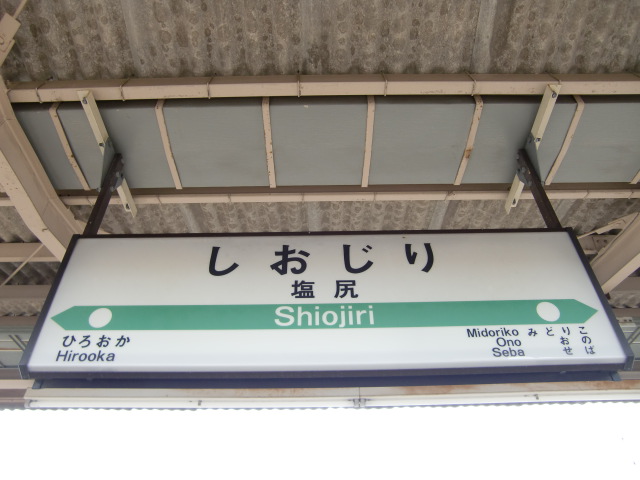 しおじり
塩尻
Shiojiri
ひろおか
Hirooka
Midoriko みどりこ
Ono おの
Seba せば